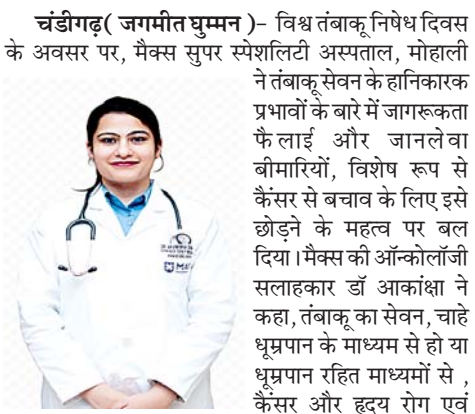 चंडीगढ़( जगमीत घुम्मन )– विश्व तंबाकू निषेध दिवस
के अवसर पर, मैक्स सुपर स्पेशलिटी अस्पताल, मोहाली
ने तंबाकू सेवन के हानिकारक
प्रभावों के बारे में जागरूकता
फैलाई और जानलेवा
बीमारियों, विशेष रूप से
कैंसर से बचाव के लिए इसे
छोड़ने के महत्व पर बल
दिया।मैक्स की ऑन्कोलॉजी
सलाहकार डॉ आकांक्षा ने
कहा, तंबाकू का सेवन, चाहे
धूम्रपान के माध्यम से हो या
धूम्रपान रहित माध्यमों से ,
कैंसर और हृदय रोग एवं